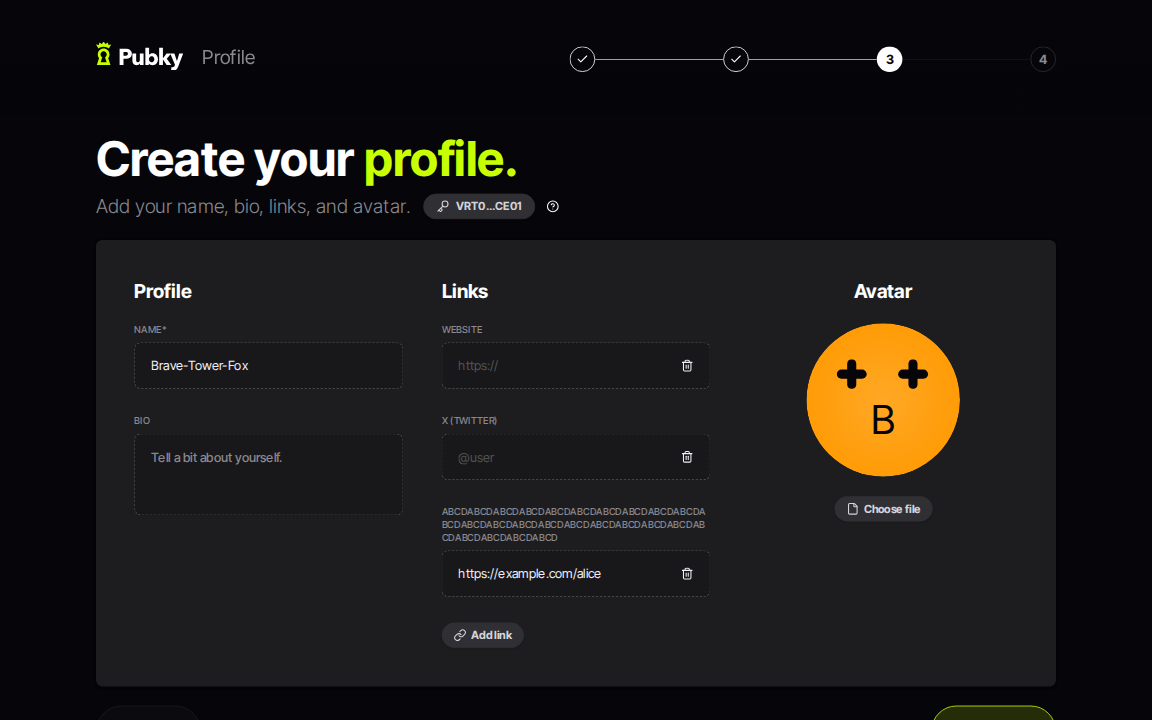 Pubky Profile
3
4
Create your profile.
Add your name, bio, links, and avatar. VRT0...CE01
Profile
NAME*
Brave-Tower-Fox
BIO
Tell a bit about yourself.
Links
WEBSITE
https://
X (TWITTER)
@user
ABCDABCDABCDABCDABCDABCDABCDABCDABCDABCDABCDA
BCDABCDABCDABCDABCDABCDABCDABCDABCDABCDABCDAB
CDABCDABCDABCDABCD
https://example.com/alice
Add link
Avatar
B
Choose file